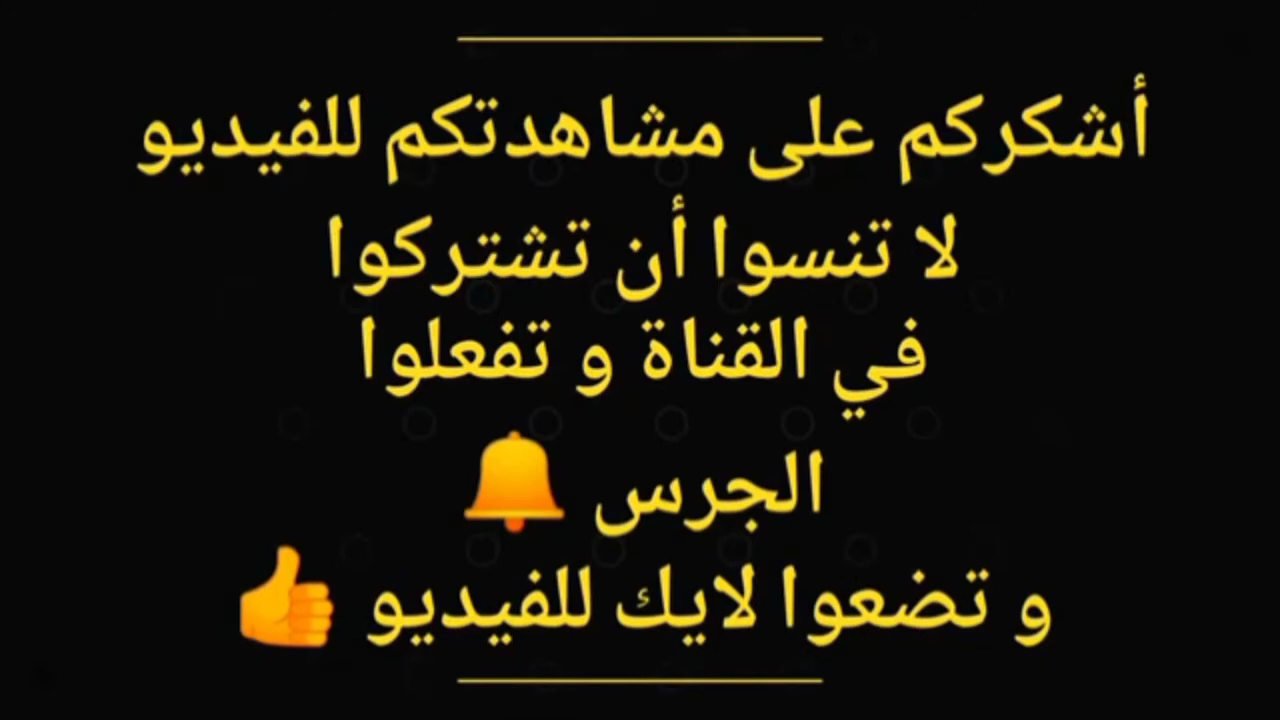 أشكركم على مشاهدتكم للفيديو
لا تنسوا أن تشتركوا
في القناة و تفعلوا
الجرس 🔔
و تضعوا لايك للفيديو 👍